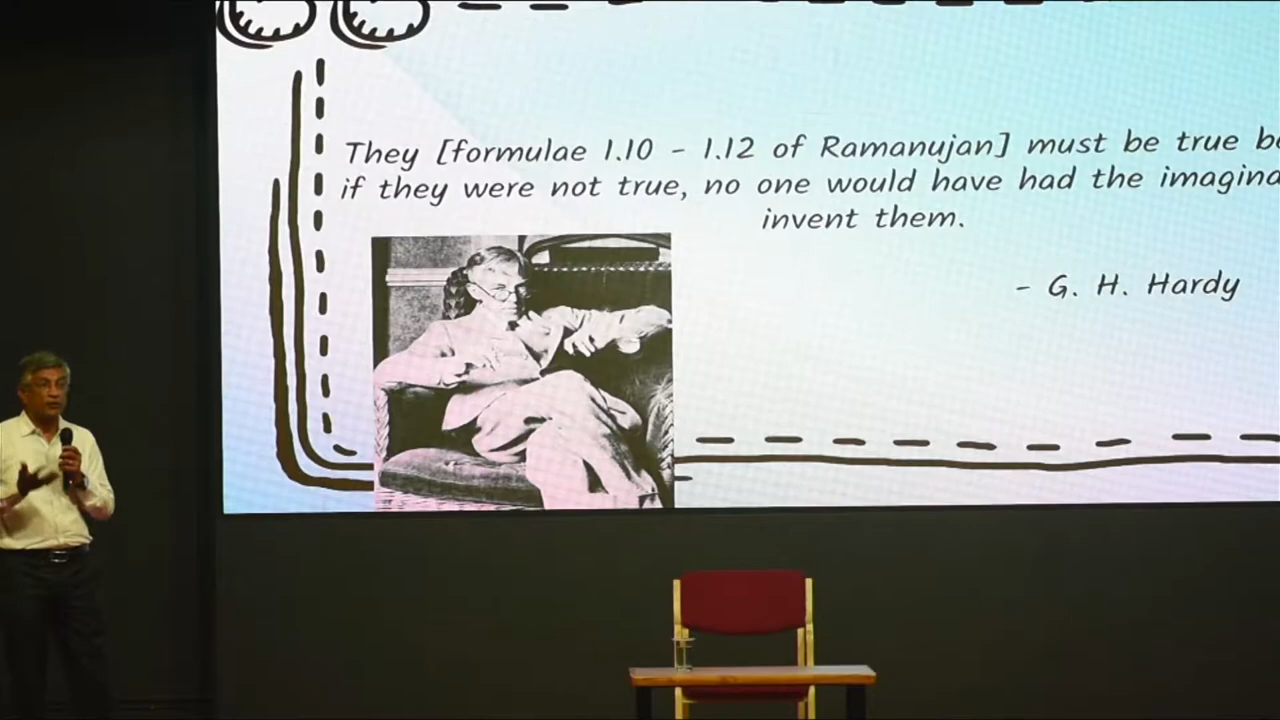 They [formulae 1.10 - 1.12 of Ramanujan] must be true
if they were not true, no one would have had the
invent them.
- G. H. Hardy